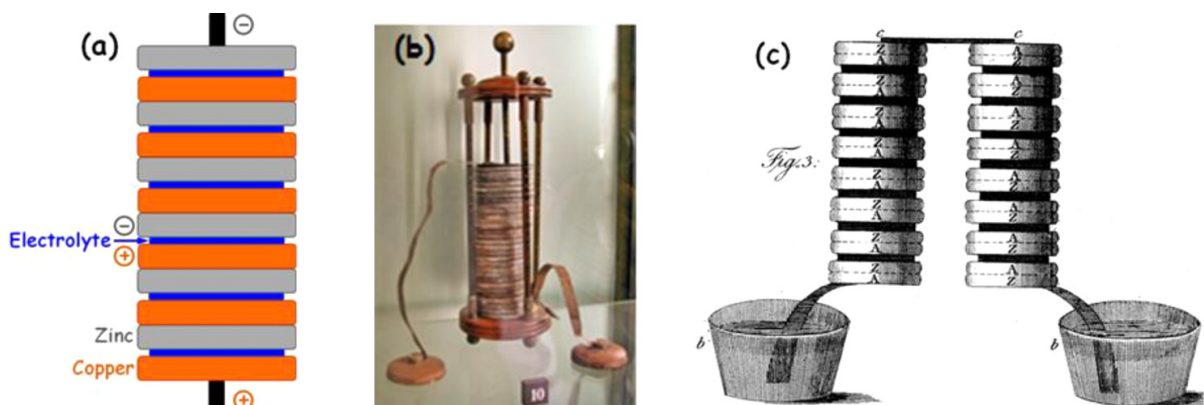 (a)
⊖
⊖
Electrolyte
⊕
Zinc
Copper
⊕
(b)
10
(c)
Fig.3:
c c
Z A
A Z
Z A
A Z
Z A
A Z
Z A
A Z
Z A
A Z
Z A
A Z
Z A
A Z
Z A
A Z
b b